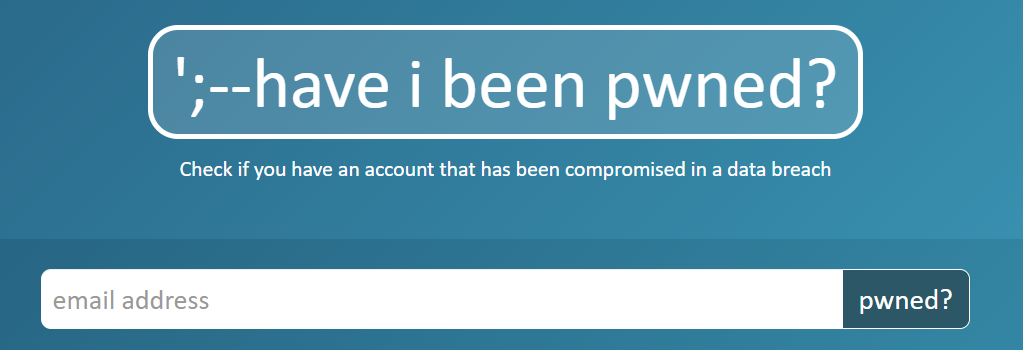 ';--have i been pwned?
Check if you have an account that has been compromised in a data breach
email address
pwned?